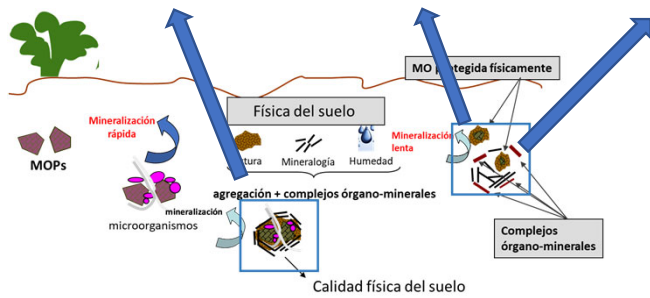 MO protegida físicamente
Física del suelo
Mineralización
rápida
MOPs
Mineralogía
Humedad
Mineralización
lenta
agregación + complejos órgano-minerales
mineralización
microorganismos
Complejos
órgano-minerales
Calidad física del suelo